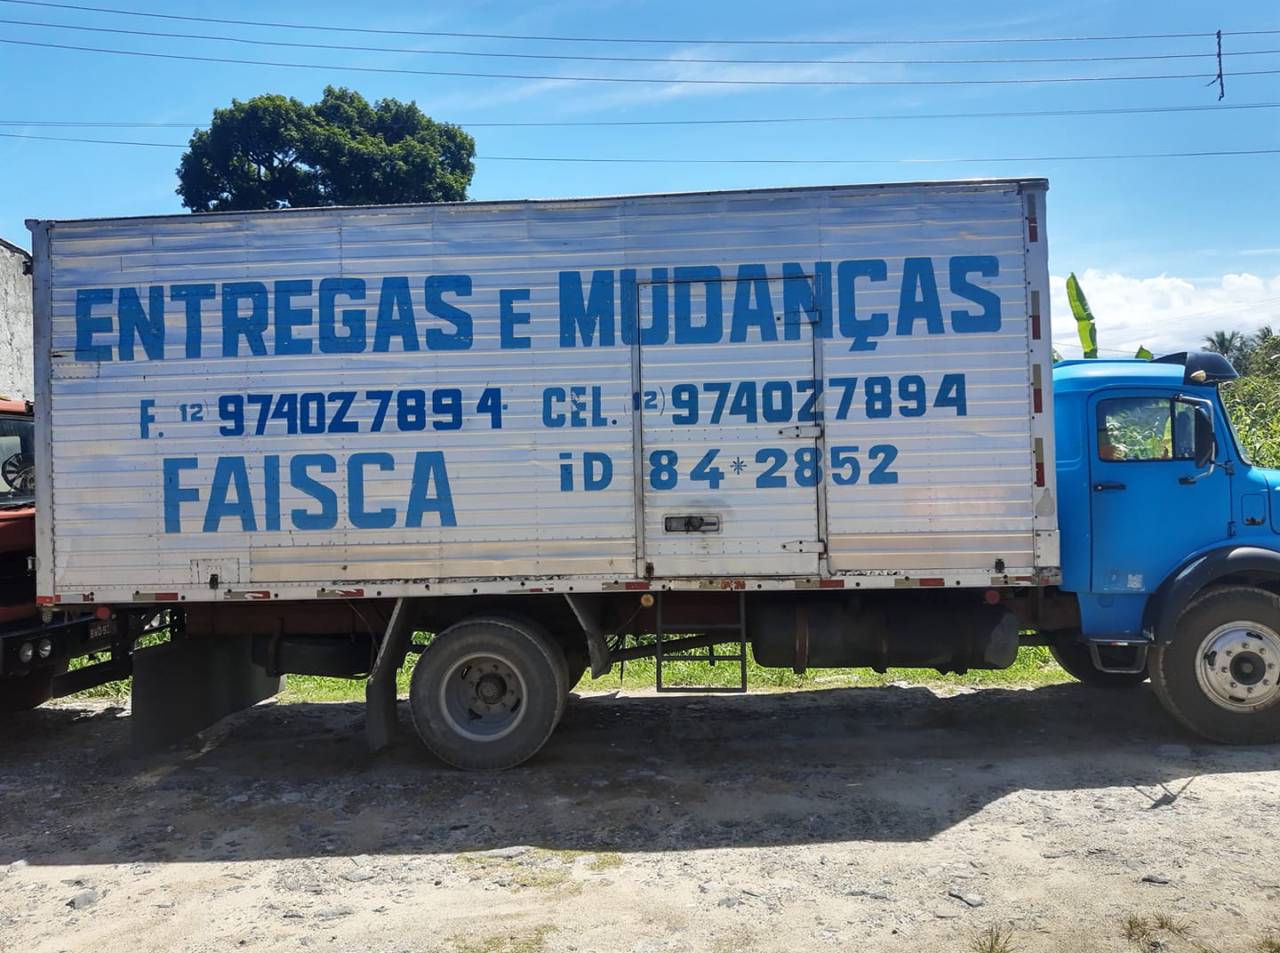 ENTREGAS E MUDANÇAS
F. (12) 974027894 CEL. (12) 974027894
FAISCA iD 84*2852